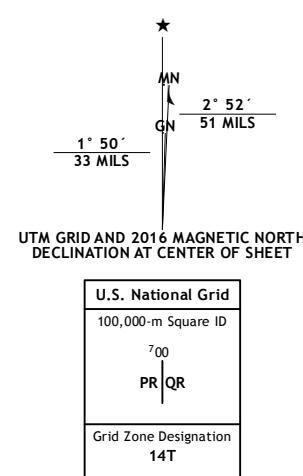 ★
MN
2° 52´
51 MILS
GN
1° 50´
33 MILS
UTM GRID AND 2016 MAGNETIC NORTH
DECLINATION AT CENTER OF SHEET
U.S. National Grid
100,000-m Square ID
⁷00
PR QR
Grid Zone Designation
14T